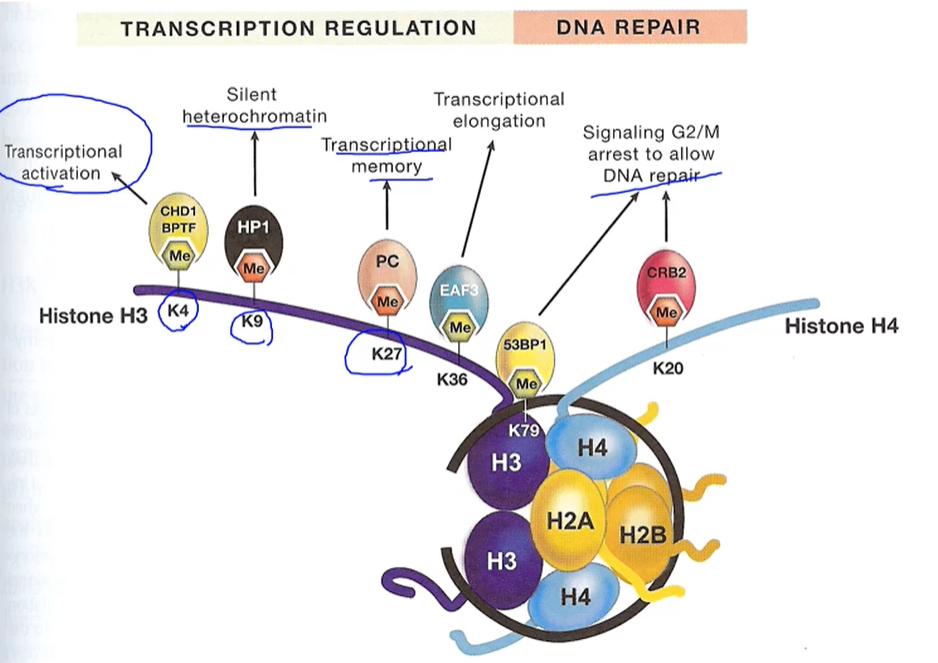 TRANSCRIPTION REGULATION
DNA REPAIR
Transcriptional
activation
Silent
heterochromatin
Transcriptional
memory
Transcriptional
elongation
Signaling G2/M
arrest to allow
DNA repair
CHD1
BPTF
Me
HP1
Me
PC
Me
EAF3
Me
53BP1
Me
CRB2
Me
Histone H3
K4
K9
K27
K36
K79
K20
Histone H4
H3
H4
H2A
H2B
H3
H4